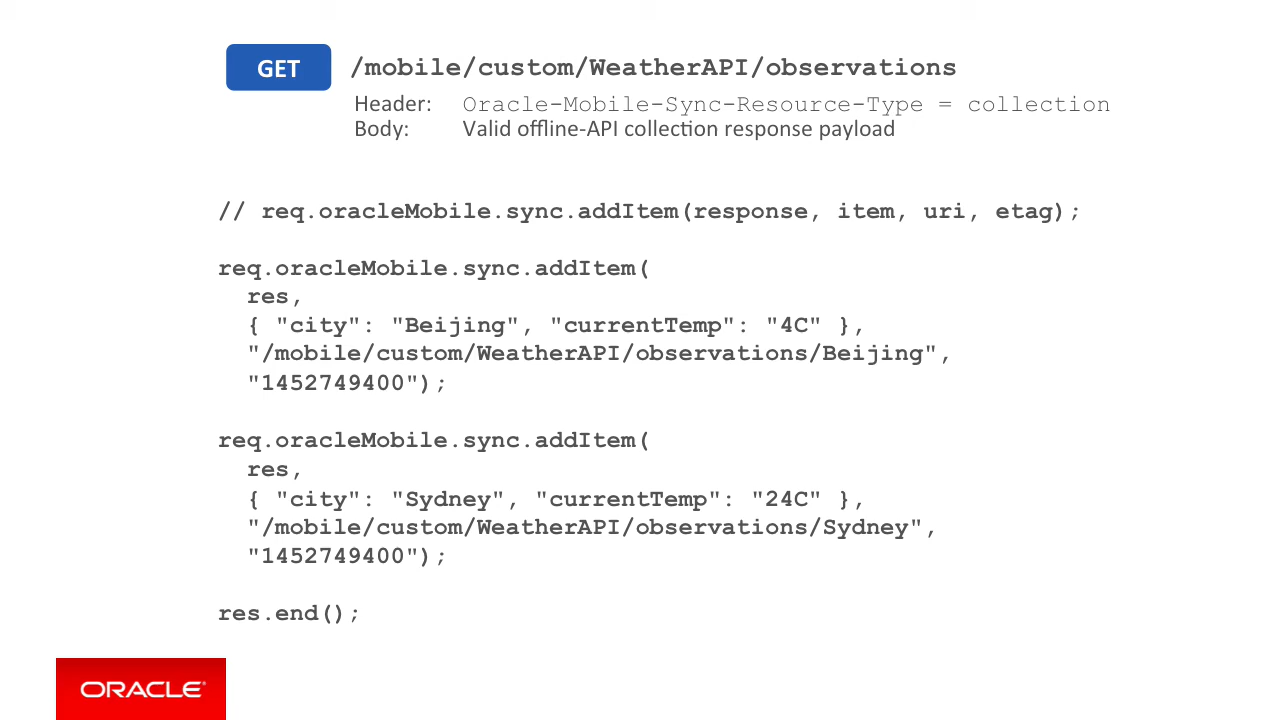 GET /mobile/custom/WeatherAPI/observations
Header: Oracle-Mobile-Sync-Resource-Type = collection
Body: Valid offline-API collection response payload
// req.oracleMobile.sync.addItem(response, item, uri, etag);
req.oracleMobile.sync.addItem(
res,
{ "city": "Beijing", "currentTemp": "4C" },
"/mobile/custom/WeatherAPI/observations/Beijing",
"1452749400");
req.oracleMobile.sync.addItem(
res,
{ "city": "Sydney", "currentTemp": "24C" },
"/mobile/custom/WeatherAPI/observations/Sydney",
"1452749400");
res.end();
ORACLE®